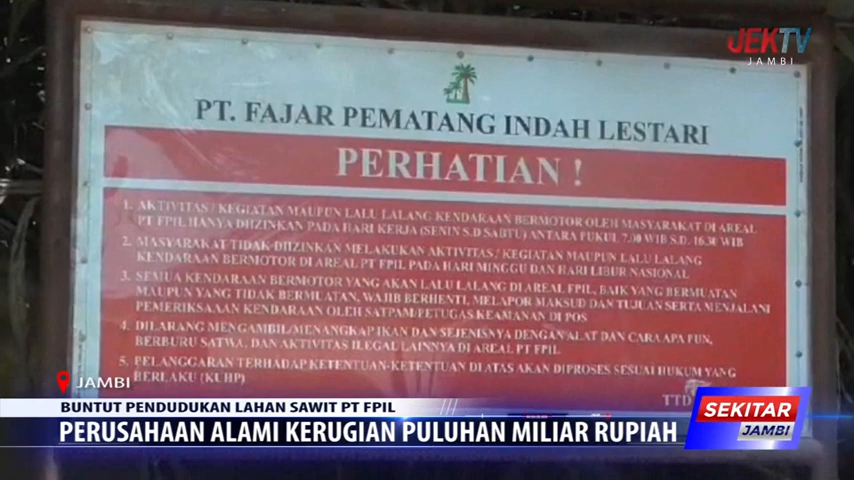 JEKTV
JAMBI
PT. FAJAR PEMATANG INDAH LESTARI
PERHATIAN !
1. AKTIVITAS / KEGIATAN MAUPUN LALU LALANG KENDARAAN BERMOTOR OLEH MASYARAKAT DI AREAL
PT FPIL HANYA DIIZINKAN PADA HARI KERJA (SENIN S.D SABTU) ANTARA PUKUL 7.00 WIB S.D. 16.30 WIB
2. MASYARAKAT TIDAK DIIZINKAN MELAKUKAN AKTIVITAS / KEGIATAN MAUPUN LALU LALANG
KENDARAAN BERMOTOR DI AREAL PT FPIL PADA HARI MINGGU DAN HARI LIBUR NASIONAL
3. SEMUA KENDARAAN BERMOTOR YANG AKAN LALU LALANG DI AREAL FPIL, BAIK YANG BERMUATAN
MAUPUN YANG TIDAK BERMUATAN, WAJIB BERHENTI, MELAPOR MAKSUD DAN TUJUAN SERTA MENJALANI
PEMERIKSAAAN KENDARAAN OLEH SATPAM/PETUGAS KEAMANAN DI POS
4. DILARANG MENGAMBIL/MENANGKAP IKAN DAN SEJENISNYA DENGAN ALAT DAN CARA APA PUN,
BERBURU SATWA, DAN AKTIVITAS ILEGAL LAINNYA DI AREAL PT FPIL
5. PELANGGARAN TERHADAP KETENTUAN-KETENTUAN DI ATAS AKAN DIPROSES SESUAI HUKUM YANG
BERLAKU (KUHP)
TTD
JAMBI
BUNTUT PENDUDUKAN LAHAN SAWIT PT FPIL
PERUSAHAAN ALAMI KERUGIAN PULUHAN MILIAR RUPIAH
SEKITAR
JAMBI